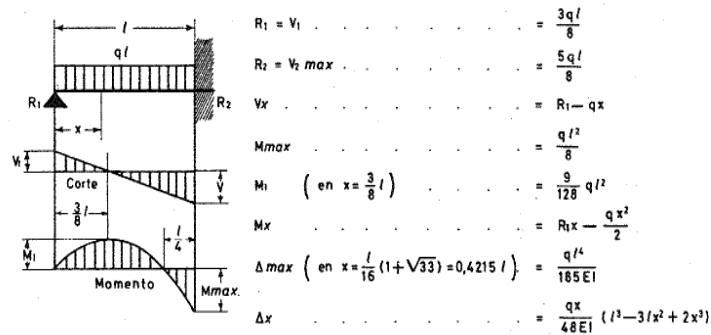 l
ql
R₁
R₂
x
V₁
Corte
V
3/8 l
l/4
M₁
Momento
Mmax.
R₁ = V₁ . . . . . . = 3ql/8
R₂ = V₂ max . . . . . . = 5ql/8
Vx . . . . . . = R₁ − qx
Mmax . . . . . . = ql²/8
M₁ ( en x = 3/8 l ) . . . . = 9/128 ql²
Mx . . . . . . = R₁x − qx²/2
Δmax ( en x = l/16 (1+√33) = 0,4215 l ) . = ql⁴/185EI
Δx . . . . . . = qx/48EI (l³−3lx²+2x³)